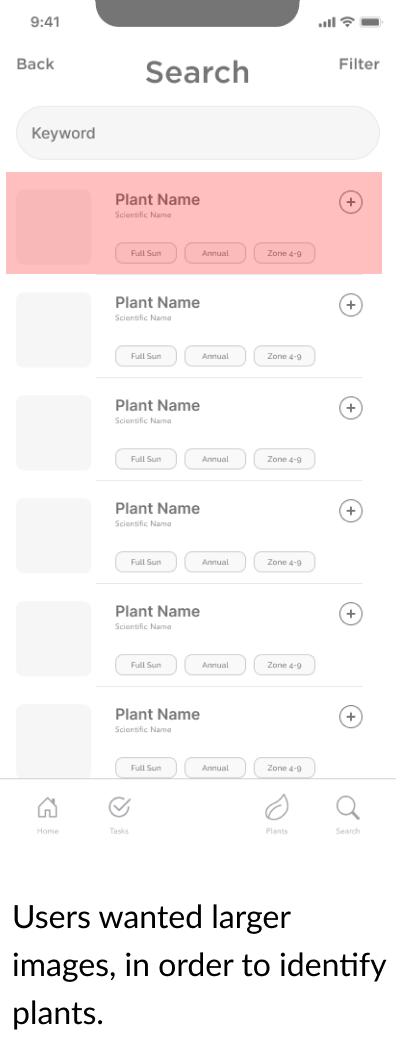 9:41
Back Search Filter
Keyword
Plant Name
Scientific Name
Full Sun Annual Zone 4-9
Plant Name
Scientific Name
Full Sun Annual Zone 4-9
Plant Name
Scientific Name
Full Sun Annual Zone 4-9
Plant Name
Scientific Name
Full Sun Annual Zone 4-9
Plant Name
Scientific Name
Full Sun Annual Zone 4-9
Plant Name
Scientific Name
Full Sun Annual Zone 4-9
Home Tasks Plants Search
Users wanted larger
images, in order to identify
plants.